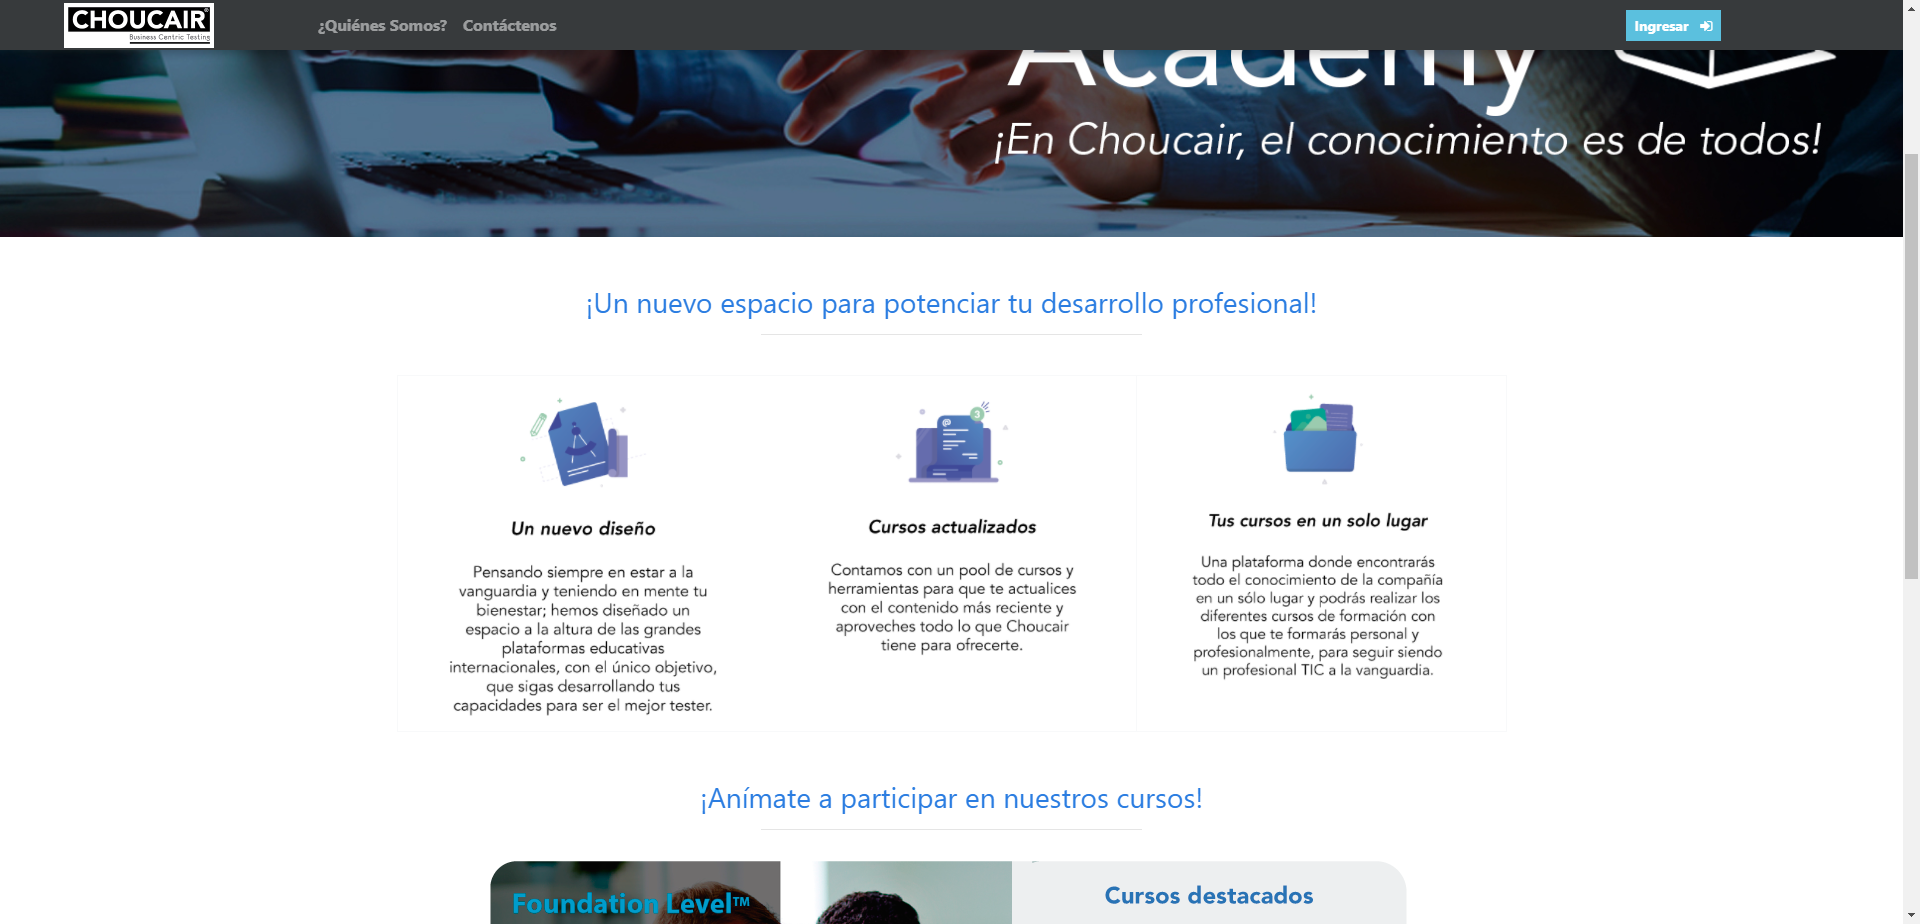 CHOUCAIR®
Business Centric Testing
¿Quiénes Somos?
Contáctenos
Ingresar
Academy
¡En Choucair, el conocimiento es de todos!
¡Un nuevo espacio para potenciar tu desarrollo profesional!
Un nuevo diseño
Pensando siempre en estar a la
vanguardia y teniendo en mente tu
bienestar; hemos diseñado un
espacio a la altura de las grandes
plataformas educativas
internacionales, con el único objetivo,
que sigas desarrollando tus
capacidades para ser el mejor tester.
@
3
Cursos actualizados
Contamos con un pool de cursos y
herramientas para que te actualices
con el contenido más reciente y
aproveches todo lo que Choucair
tiene para ofrecerte.
Tus cursos en un solo lugar
Una plataforma donde encontrarás
todo el conocimiento de la compañía
en un sólo lugar y podrás realizar los
diferentes cursos de formación con
los que te formarás personal y
profesionalmente, para seguir siendo
un profesional TIC a la vanguardia.
¡Anímate a participar en nuestros cursos!
Foundation Level™
Cursos destacados